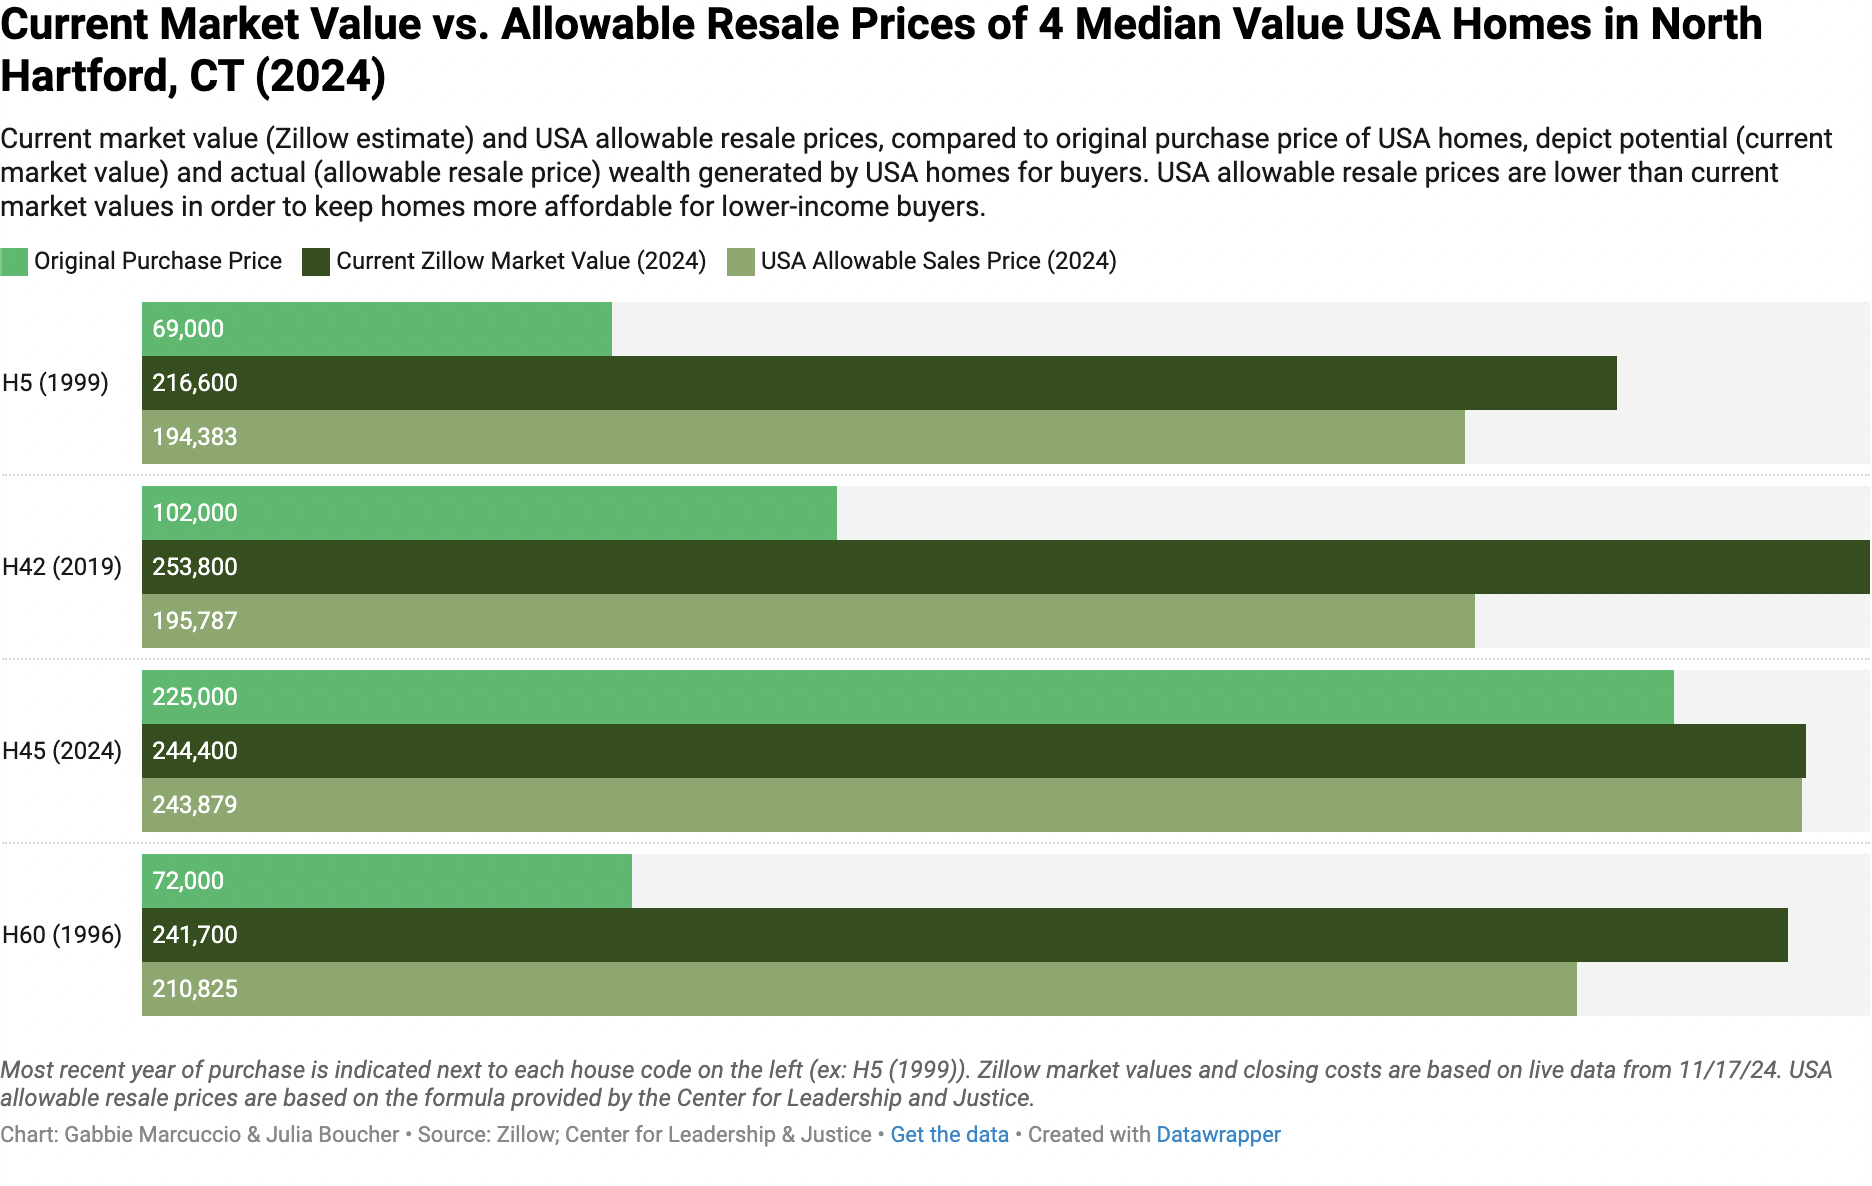 Current Market Value vs. Allowable Resale Prices of 4 Median Value USA Homes in North
Hartford, CT (2024)
Current market value (Zillow estimate) and USA allowable resale prices, compared to original purchase price of USA homes, depict potential (current
market value) and actual (allowable resale price) wealth generated by USA homes for buyers. USA allowable resale prices are lower than current
market values in order to keep homes more affordable for lower-income buyers.
Original Purchase Price Current Zillow Market Value (2024) USA Allowable Sales Price (2024)
69,000
H5 (1999) 216,600
194,383
102,000
H42 (2019) 253,800
195,787
225,000
H45 (2024) 244,400
243,879
72,000
H60 (1996) 241,700
210,825
Most recent year of purchase is indicated next to each house code on the left (ex: H5 (1999)). Zillow market values and closing costs are based on live data from 11/17/24. USA
allowable resale prices are based on the formula provided by the Center for Leadership and Justice.
Chart: Gabbie Marcuccio & Julia Boucher • Source: Zillow; Center for Leadership & Justice • Get the data • Created with Datawrapper